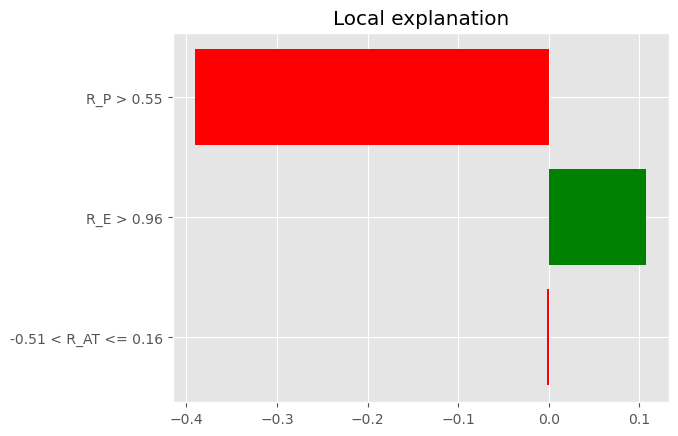 Local explanation
R_P > 0.55
R_E > 0.96
-0.51 < R_AT <= 0.16
−0.4 −0.3 −0.2 −0.1 0.0 0.1